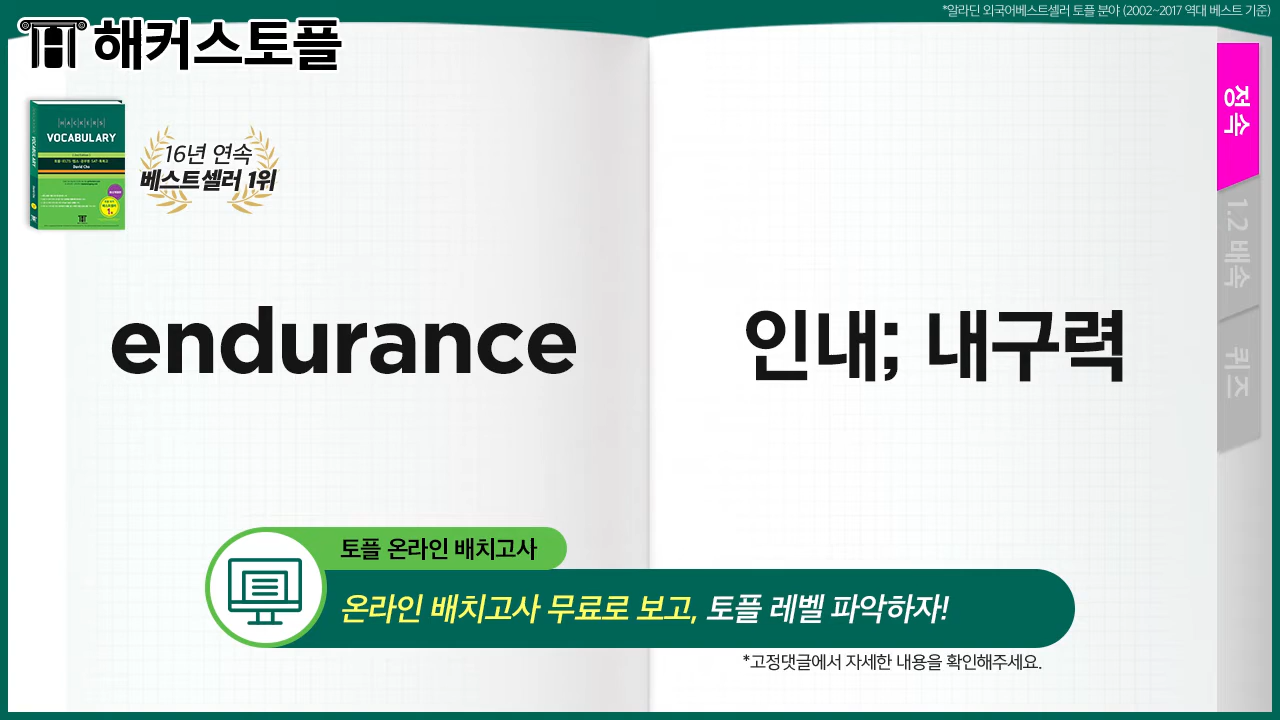 *알라딘 외국어베스트셀러 토플 분야 (2002~2017 역대 베스트 기준)
해커스토플
HACKERS
VOCABULARY
David Cho
16년 연속
베스트셀러 1위
정속
1.2 배속
퀴즈
endurance
인내; 내구력
토플 온라인 배치고사
온라인 배치고사 무료로 보고, 토플 레벨 파악하자!
*고정댓글에서 자세한 내용을 확인해주세요.